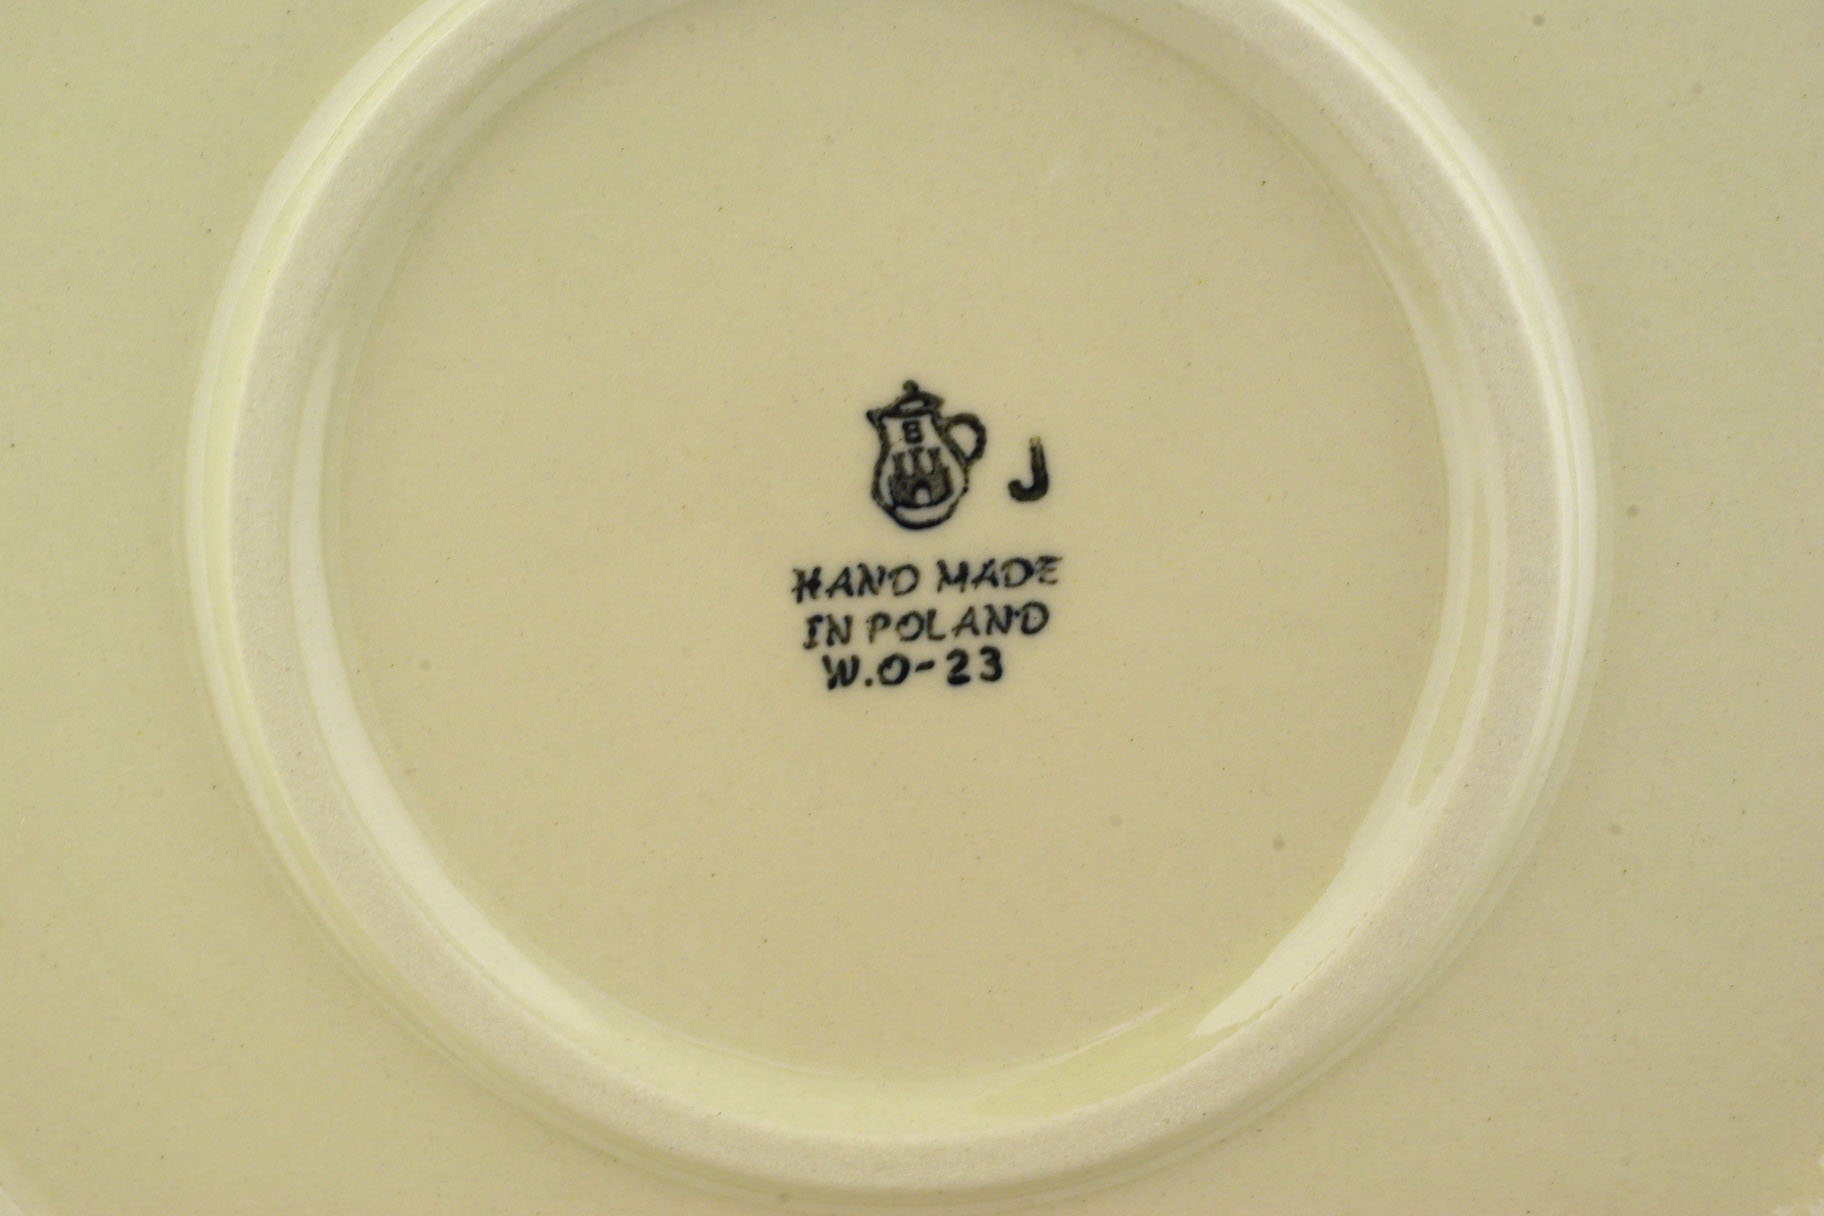 B
J
HAND MADE
IN POLAND
W.O-23